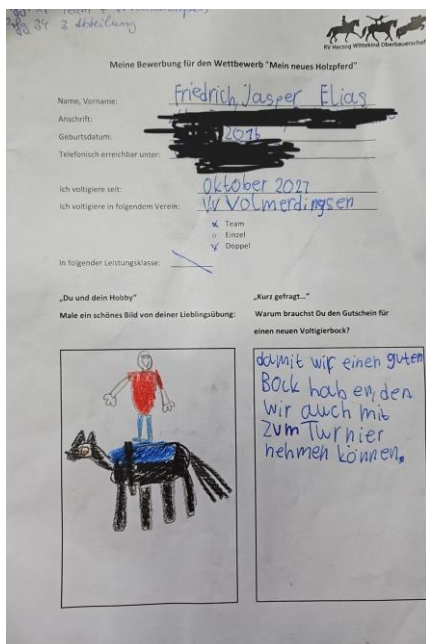 34 3 Abteilung
RV Herzog Wittekind Oberbauerschaft
Meine Bewerbung für den Wettbewerb "Mein neues Holzpferd"
Name, Vorname: Friedrich, Jasper Elias
Anschrift:
Geburtsdatum: 2016
Telefonisch erreichbar unter:
Ich voltigiere seit: Oktober 2021
Ich voltigiere in folgendem Verein: VV Volmerdingsen
Team
Einzel
Doppel
In folgender Leistungsklasse:
„Du und dein Hobby"
Male ein schönes Bild von deiner Lieblingsübung:
„Kurz gefragt..."
Warum brauchst Du den Gutschein für
einen neuen Voltigierbock?
damit wir einen guten
Bock haben, den
wir auch mit
zum Turnier
nehmen können.